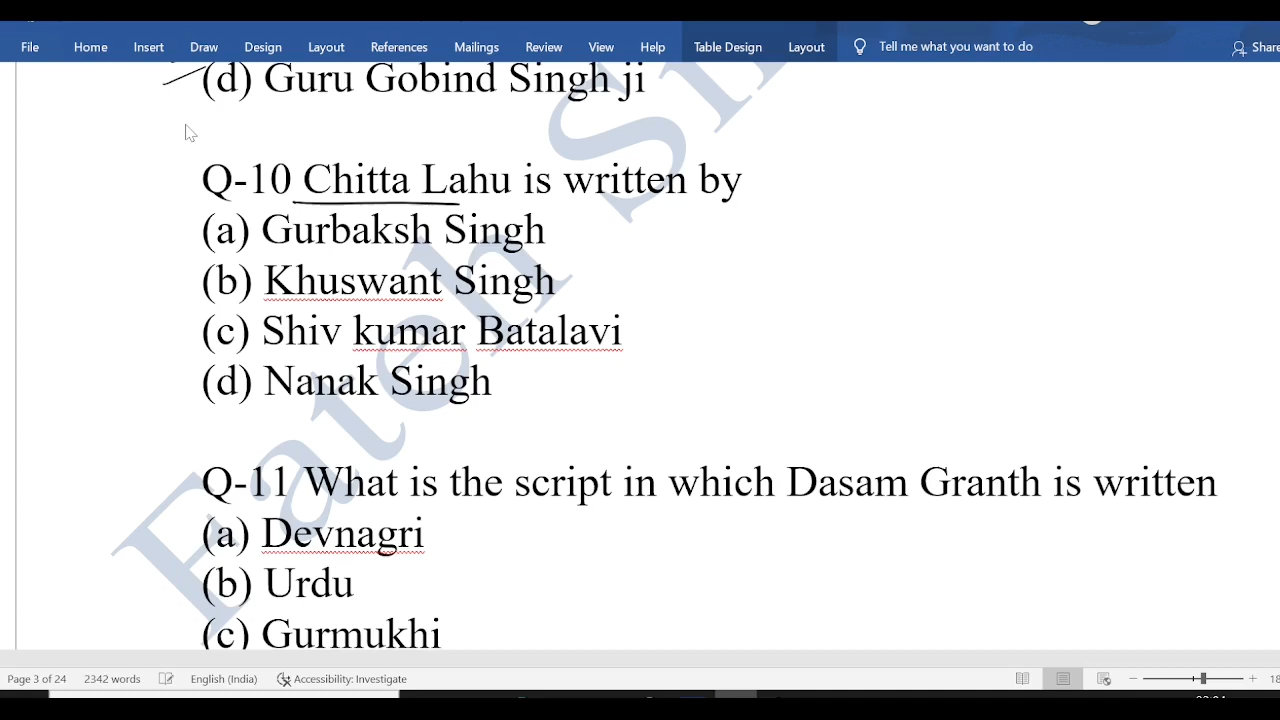 File Home Insert Draw Design Layout References Mailings Review View Help Table Design Layout Tell me what you want to do Share
(d) Guru Gobind Singh ji
Q-10 Chitta Lahu is written by
(a) Gurbaksh Singh
(b) Khuswant Singh
(c) Shiv kumar Batalavi
(d) Nanak Singh
Q-11 What is the script in which Dasam Granth is written
(a) Devnagri
(b) Urdu
(c) Gurmukhi
Fateh
Page 3 of 24 2342 words English (India) Accessibility: Investigate